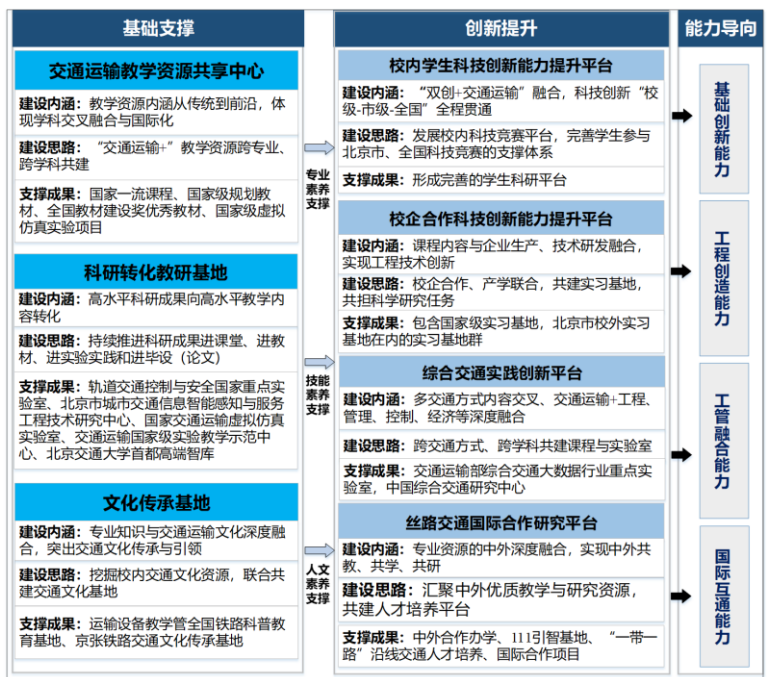 基础支撑
交通运输教学资源共享中心
建设内涵：教学资源内涵从传统到前沿，体
现学科交叉融合与国际化
建设思路：“交通运输+”教学资源跨专业、
跨学科共建
支撑成果：国家一流课程、国家级规划教
材、全国教材建设奖优秀教材、国家级虚拟
仿真实验项目
科研转化教研基地
建设内涵：高水平科研成果向高水平教学内
容转化
建设思路：持续推进科研成果进课堂、进教
材、进实验实践和进毕设（论文）
支撑成果：轨道交通控制与安全国家重点实
验室、北京市城市交通信息智能感知与服务
工程技术研究中心、国家交通运输虚拟仿真
实验室、交通运输国家级实验教学示范中
心、北京交通大学首都高端智库
文化传承基地
建设内涵：专业知识与交通运输文化深度融
合，突出交通文化传承与引领
建设思路：挖掘校内交通文化资源，联合共
建交通文化基地
支撑成果：运输设备教学管全国铁路科普教
育基地、京张铁路交通文化传承基地
专业
素养
支撑
技能
素养
支撑
人文
素养
支撑
创新提升
校内学生科技创新能力提升平台
建设内涵：“双创+交通运输”融合，科技创新“校
级-市级-全国”全程贯通
建设思路：发展校内科技竞赛平台，完善学生参与
北京市、全国科技竞赛的支撑体系
支撑成果：形成完善的学生科研平台
校企合作科技创新能力提升平台
建设内涵：课程内容与企业生产、技术研发融合，
实现工程技术创新
建设思路：校企合作、产学联合，共建实习基地，
共担科学研究任务
支撑成果：包含国家级实习基地，北京市校外实习
基地在内的实习基地群
综合交通实践创新平台
建设内涵：多交通方式内容交叉、交通运输+工程、
管理、控制、经济等深度融合
建设思路：跨交通方式、跨学科共建课程与实验室
支撑成果：交通运输部综合交通大数据行业重点实
验室，中国综合交通研究中心
丝路交通国际合作研究平台
建设内涵：专业资源的中外深度融合，实现中外共
教、共学、共研
建设思路：汇聚中外优质教学与研究资源，
共建人才培养平台
支撑成果：中外合作办学、111引智基地、“一带一
路”沿线交通人才培养、国际合作项目
能力导向
基础创新能力
工程创造能力
工管融合能力
国际互通能力